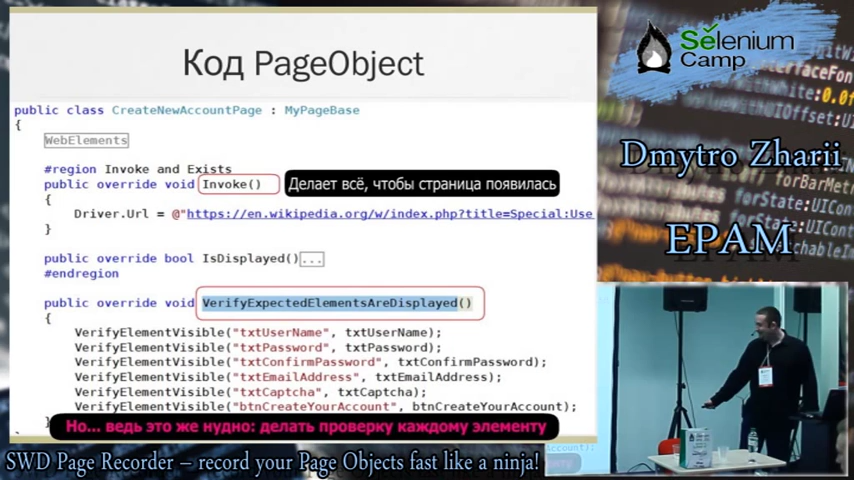 Код PageObject
public class CreateNewAccountPage : MyPageBase
{
WebElements
#region Invoke and Exists
public override void Invoke()
Делает всё, чтобы страница появилась
{
Driver.Url = @"https://en.wikipedia.org/w/index.php?title=Special:Use
}
public override bool IsDisplayed()...
#endregion
public override void VerifyExpectedElementsAreDisplayed()
{
VerifyElementVisible("txtUserName", txtUserName);
VerifyElementVisible("txtPassword", txtPassword);
VerifyElementVisible("txtConfirmPassword", txtConfirmPassword);
VerifyElementVisible("txtEmailAddress", txtEmailAddress);
VerifyElementVisible("txtCaptcha", txtCaptcha);
VerifyElementVisible("btnCreateYourAccount", btnCreateYourAccount);
Но... ведь это же нудно: делать проверку каждому элементу
Selenium
Camp
Dmytro Zharii
EPAM
SWD Page Recorder – record your Page Objects fast like a ninja!